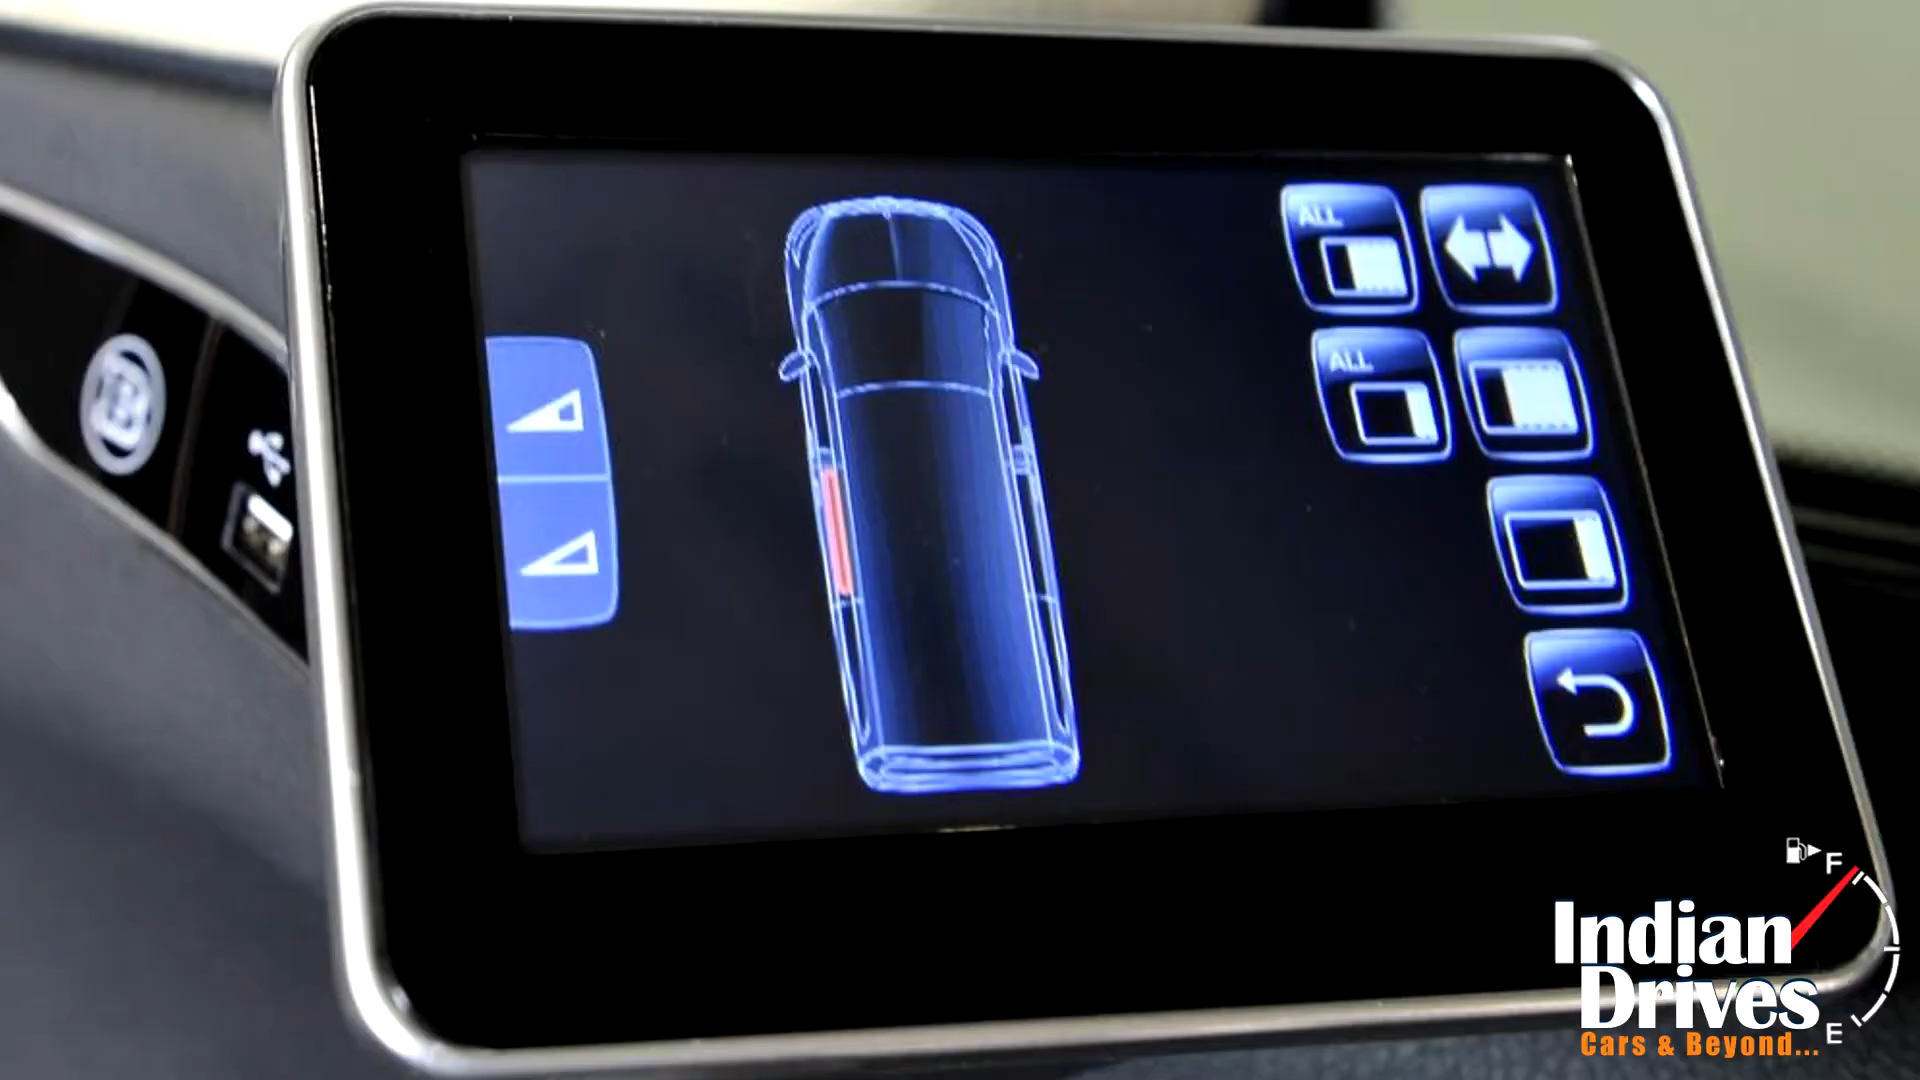 ALL
ALL
F
Indian
Drives
E
Cars & Beyond...